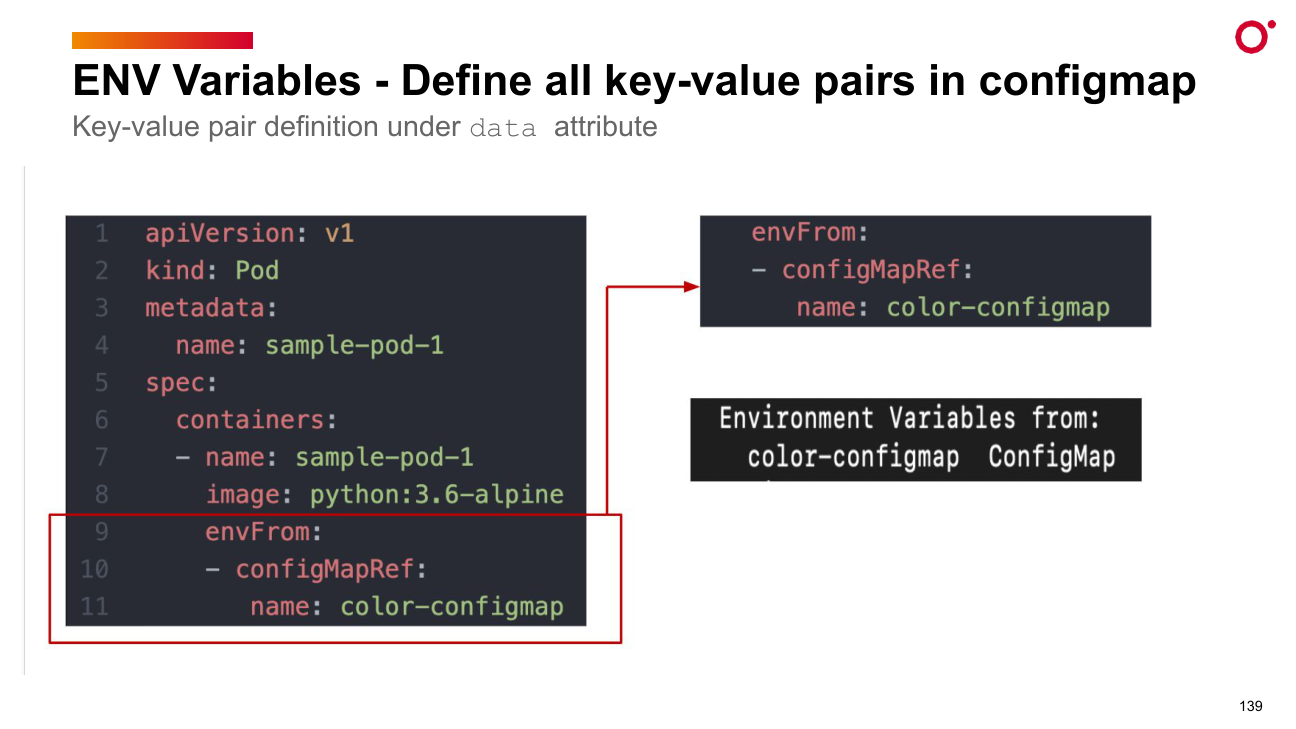 ENV Variables - Define all key-value pairs in configmap
Key-value pair definition under data attribute
1 apiVersion: v1
2 kind: Pod
3 metadata:
4 name: sample-pod-1
5 spec:
6 containers:
7 - name: sample-pod-1
8 image: python:3.6-alpine
9 envFrom:
10 - configMapRef:
11 name: color-configmap
envFrom:
- configMapRef:
name: color-configmap
Environment Variables from:
color-configmap ConfigMap
139